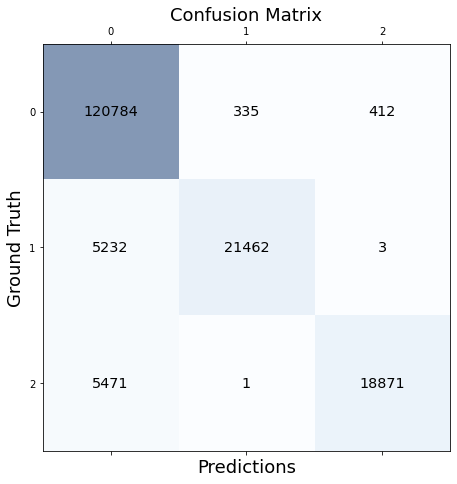 Confusion Matrix
0 1 2
0 120784 335 412
1 5232 21462 3
2 5471 1 18871
Ground Truth
Predictions